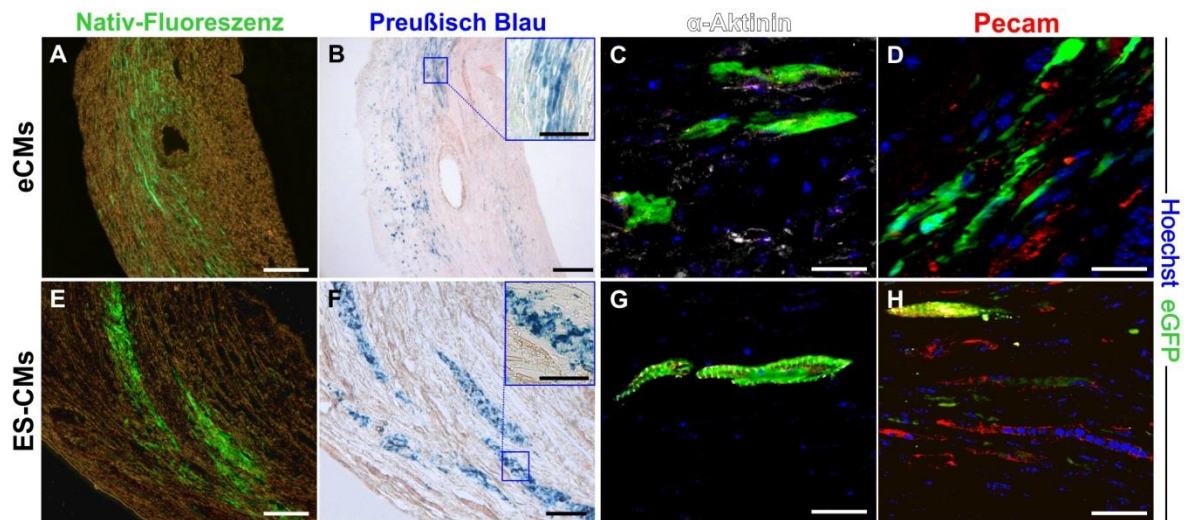 Nativ-Fluoreszenz Preußisch Blau α-Aktinin Pecam
eCMs
A B C D
ES-CMs
E F G H
Hoechst eGFP